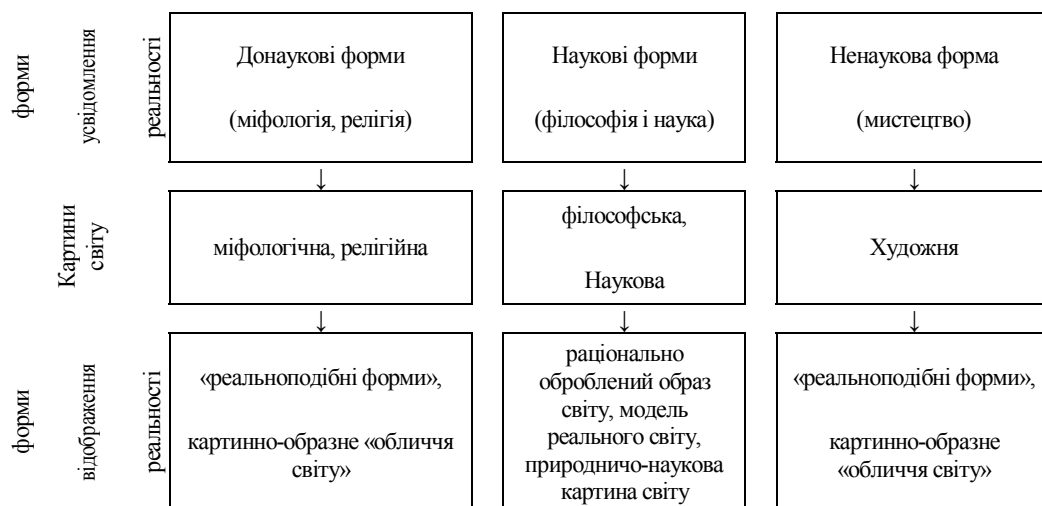 форми
усвідомлення
реальності
Донаукові форми
(міфологія, релігія)
Наукові форми
(філософія і наука)
Ненаукова форма
(мистецтво)
↓
↓
↓
Картини
світу
міфологічна, релігійна
філософська,
Наукова
Художня
↓
↓
↓
форми
відображення
реальності
«реальноподібні форми»,
картинно-образне «обличчя
світу»
раціонально
оброблений образ
світу, модель
реального світу,
природничо-наукова
картина світу
«реальноподібні форми»,
картинно-образне
«обличчя світу»